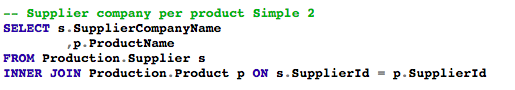 -- Supplier company per product Simple 2
SELECT s.SupplierCompanyName
,p.ProductName
FROM Production.Supplier s
INNER JOIN Production.Product p ON s.SupplierId = p.SupplierId